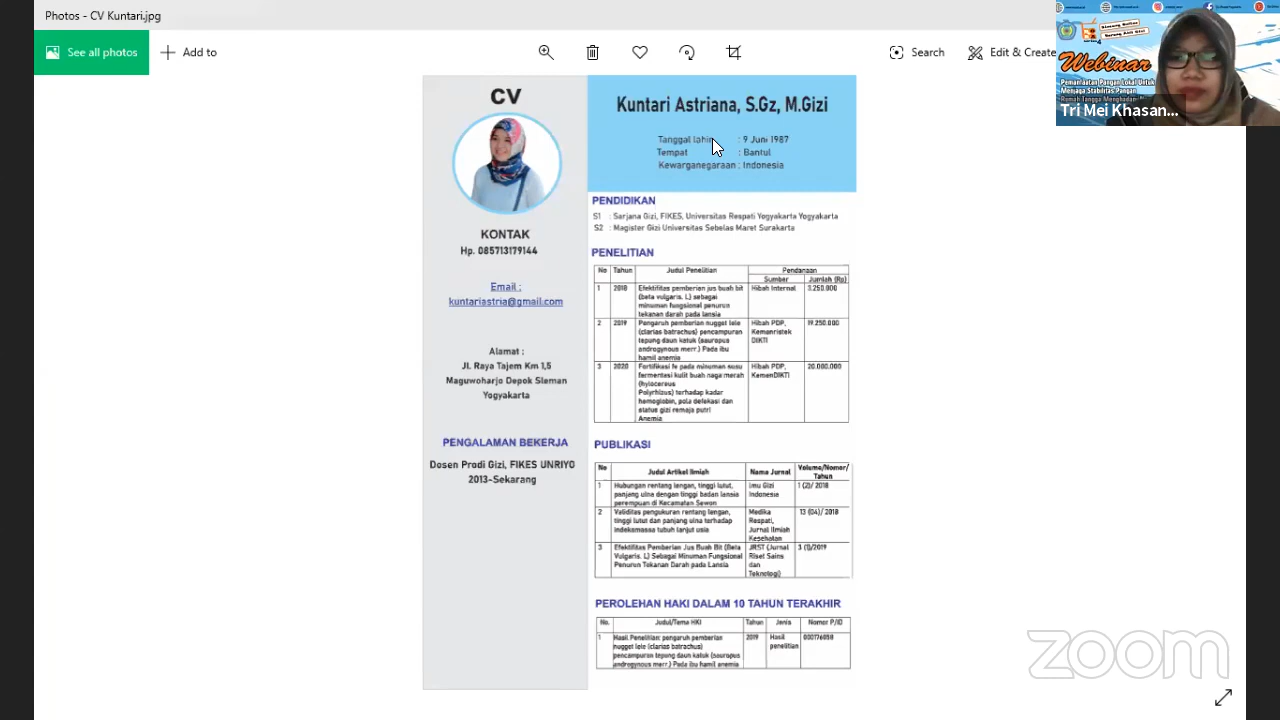 Photos - CV Kuntari.jpg
See all photos
Add to
Search
Edit & Create
Webinar
Pemanfaatan Pangan Lokal Untuk
Menjaga Stabilitas Pangan
Tri Mei Khasan...
CV
KONTAK
Hp. 085713179144
Email :
kuntariastria@gmail.com
Alamat :
Jl. Raya Tajem Km 1,5
Maguwoharjo Depok Sleman
Yogyakarta
PENGALAMAN BEKERJA
Dosen Prodi Gizi, FIKES UNRIYO
2013-Sekarang
Kuntari Astriana, S.Gz, M.Gizi
Tanggal lahir : 9 Juni 1987
Tempat : Bantul
Kewarganegaraan : Indonesia
PENDIDIKAN
S1 : Sarjana Gizi, FIKES, Universitas Respati Yogyakarta Yogyakarta
S2 : Magister Gizi Universitas Sebelas Maret Surakarta
PENELITIAN
No Tahun Judul Penelitian Pendanaan
Sumber Jumlah (Rp)
1 2018 Efektifitas pemberian jus buah bit Hibah Internal 3.250.000
(beta vulgaris. L) sebagai
minuman fungsional penurun
tekanan darah pada lansia
2 2019 Pengaruh pemberian nugget lele Hibah PDP, 19.250.000
(clarias batrachus) pencampuran Kemenristek
tepung daun katuk (sauropus DIKTI
androgynous merr.) Pada ibu
hamil anemia
3 2020 Fortifikasi fe pada minuman susu Hibah PDP, 20.000.000
fermentasi kulit buah naga merah KemenDIKTI
(hylocereus
Polyrhizus) terhadap kadar
hemoglobin, pola defekasi dan
status gizi remaja putri
Anemia
PUBLIKASI
No Judul Artikel Ilmiah Nama Jurnal Volume/Nomor/
Tahun
1 Hubungan rentang lengan, tinggi lutut, Ilmu Gizi 1 (2)/ 2018
panjang ulna dengan tinggi badan lansia Indonesia
perempuan di Kecamatan Sewon
2 Validitas pengukuran rentang lengan, Medika 13 (04)/ 2018
tinggi lutut dan panjang ulna terhadap Respati,
indeksmassa tubuh lanjut usia Jurnal Ilmiah
Kesehatan
3 Efektifitas Pemberian Jus Buah Bit (Beta JRST (Jurnal 3 (1)/2019
Vulgaris. L) Sebagai Minuman Fungsional Riset Sains
Penurun Tekanan Darah pada Lansia dan
Teknologi)
PEROLEHAN HAKI DALAM 10 TAHUN TERAKHIR
No. Judul/Tema HKI Tahun Jenis Nomor P/ID
1 Hasil Penelitian: pengaruh pemberian 2019 Hasil 000176058
nugget lele (clarias batrachus) penelitian
pencampuran tepung daun katuk (sauropus
androgynous merr.) Pada ibu hamil anemia
zoom